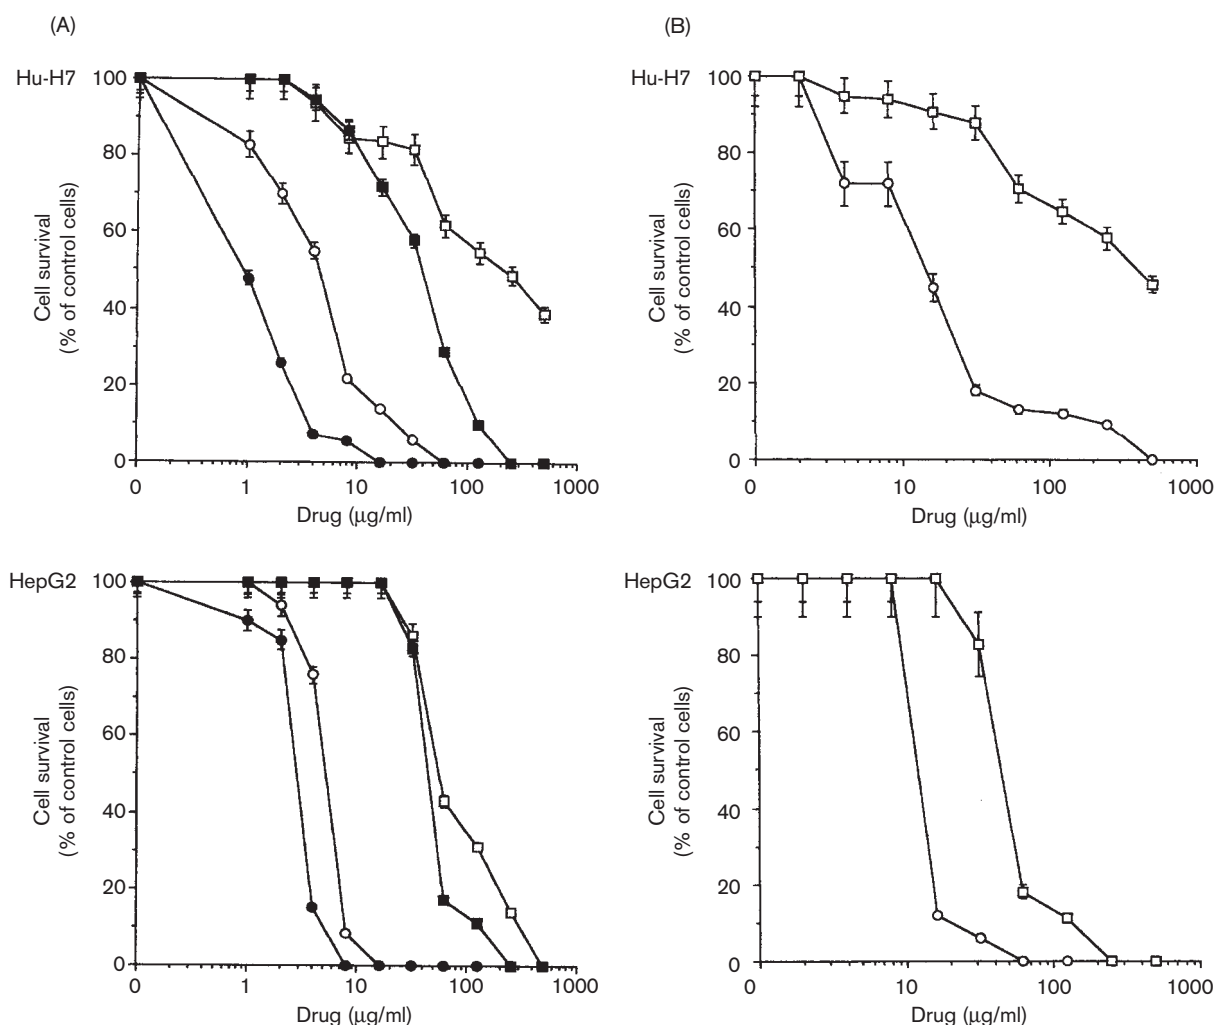 (A)
Hu-H7
100
80
60
40
20
0
Cell survival
(% of control cells)
0 1 10 100 1000
Drug (μg/ml)
(B)
Hu-H7
100
80
60
40
20
0
Cell survival
(% of control cells)
0 10 100 1000
Drug (μg/ml)
HepG2
100
80
60
40
20
0
Cell survival
(% of control cells)
0 1 10 100 1000
Drug (μg/ml)
HepG2
100
80
60
40
20
0
Cell survival
(% of control cells)
0 10 100 1000
Drug (μg/ml)